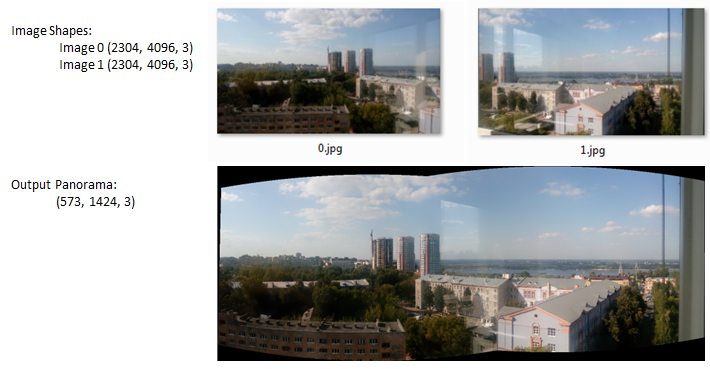 Image Shapes:
Image 0 (2304, 4096, 3)
Image 1 (2304, 4096, 3)
0.jpg
1.jpg
Output Panorama:
(573, 1424, 3)